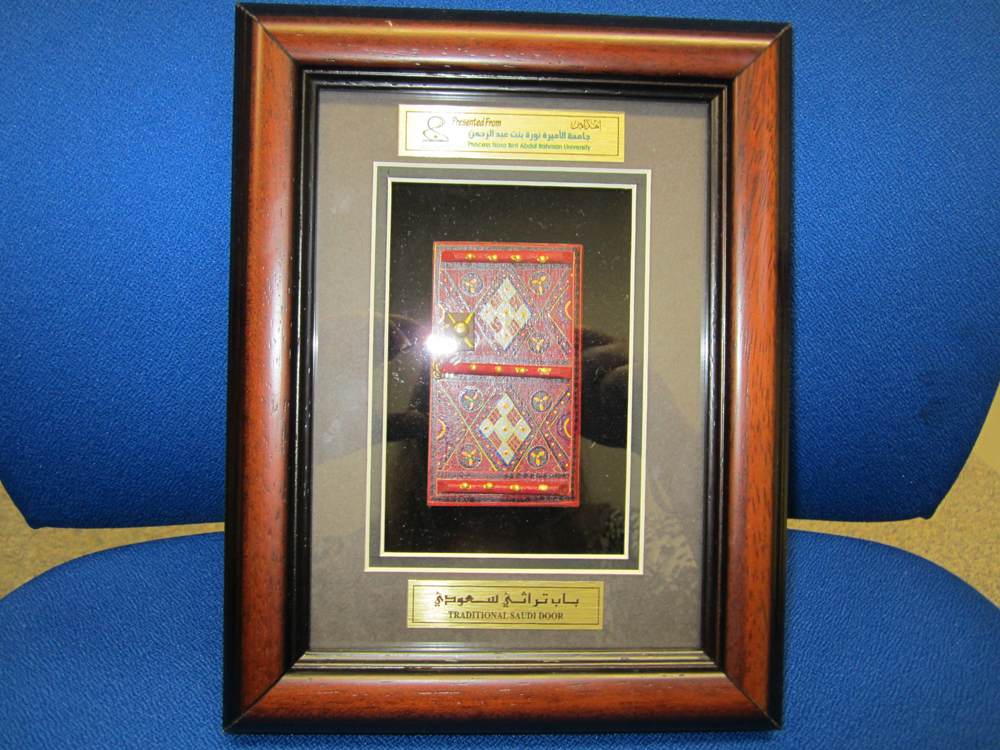 Presented From
جامعة الأميرة نورة بنت عبد الرحمن
Princess Nora Bent Abdul Rahman University
باب تراثي سعودي
TRADITIONAL SAUDI DOOR